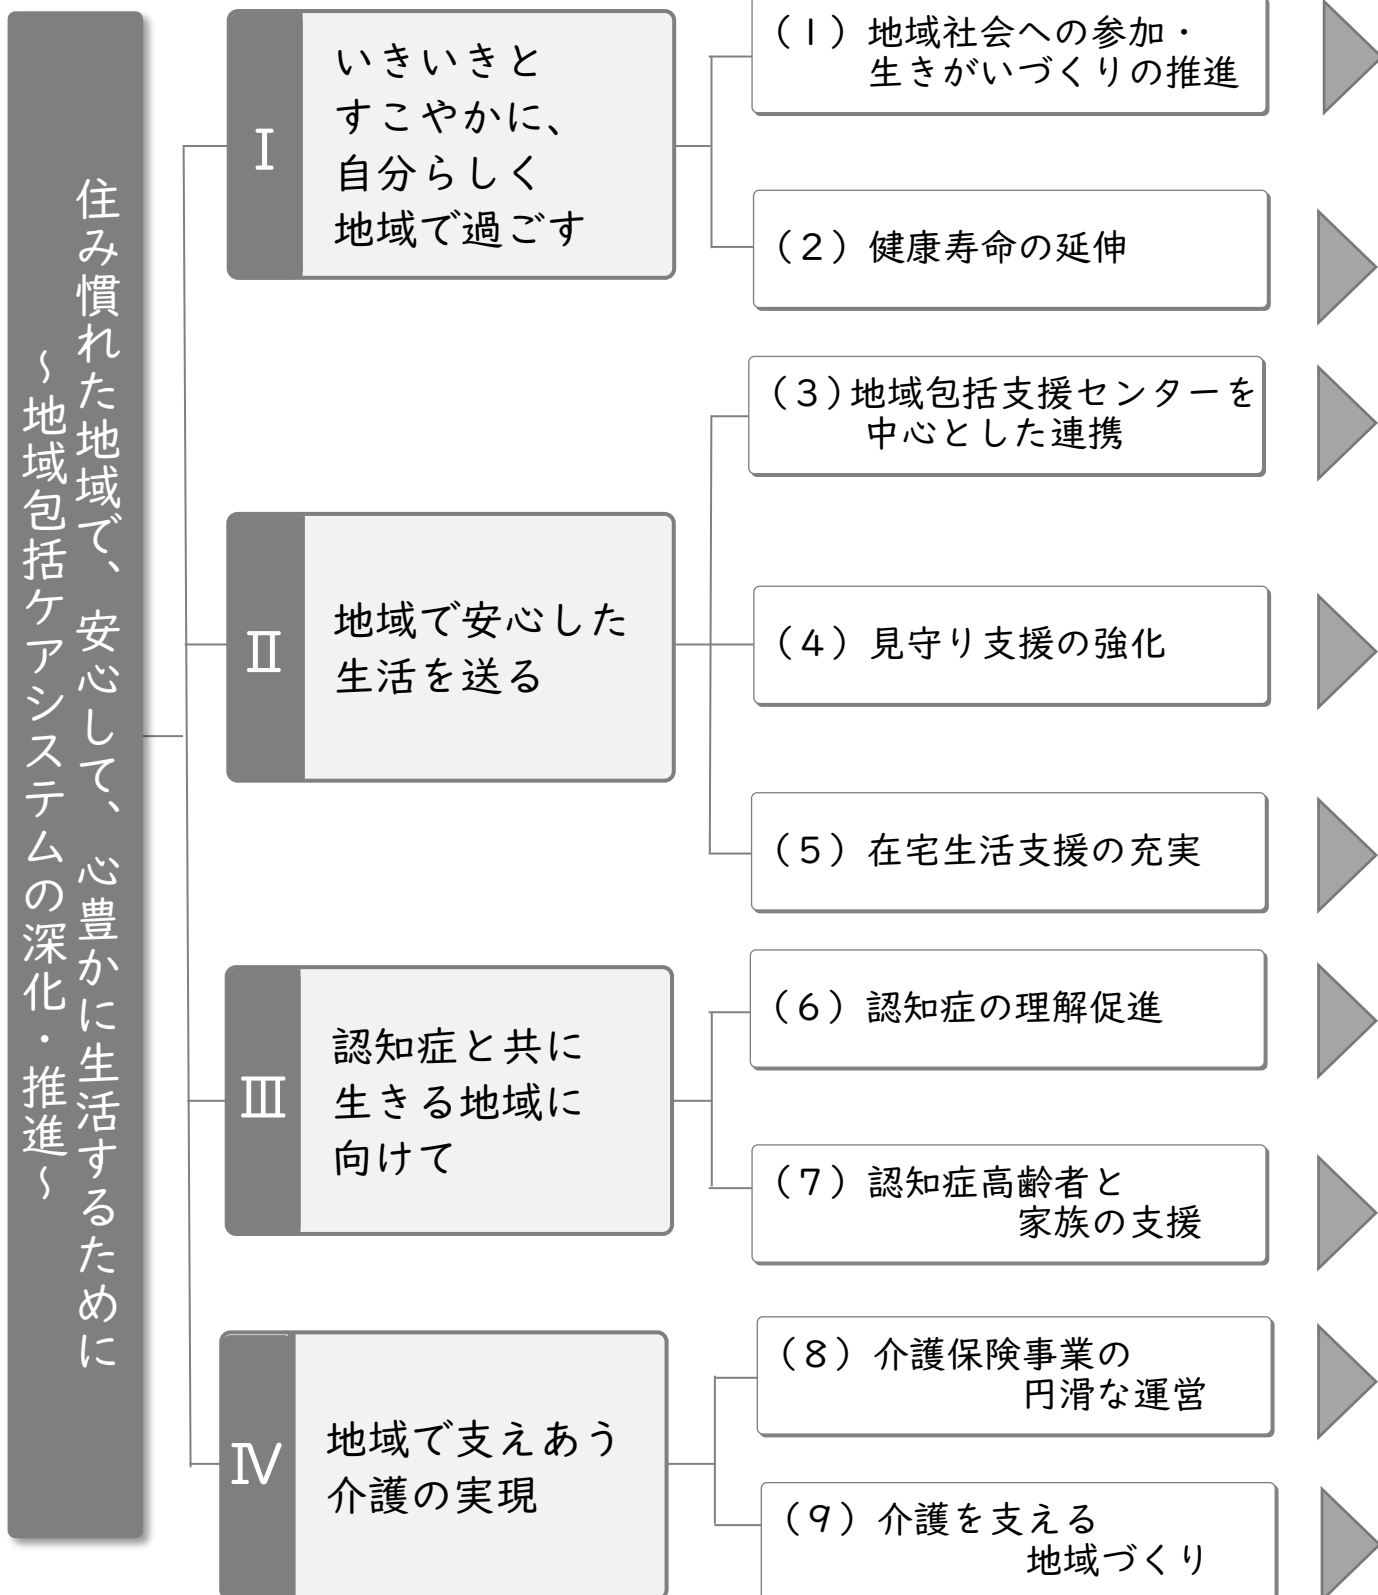 住み慣れた地域で、安心して、心豊かに生活するために
~地域包括ケアシステムの深化・推進~
Ⅰ
いきいきと
すこやかに、
自分らしく
地域で過ごす
(1)地域社会への参加・
生きがいづくりの推進
(2)健康寿命の延伸
Ⅱ
地域で安心した
生活を送る
(3)地域包括支援センターを
中心とした連携
(4)見守り支援の強化
(5)在宅生活支援の充実
Ⅲ
認知症と共に
生きる地域に
向けて
(6)認知症の理解促進
(7)認知症高齢者と
家族の支援
Ⅳ
地域で支えあう
介護の実現
(8)介護保険事業の
円滑な運営
(9)介護を支える
地域づくり